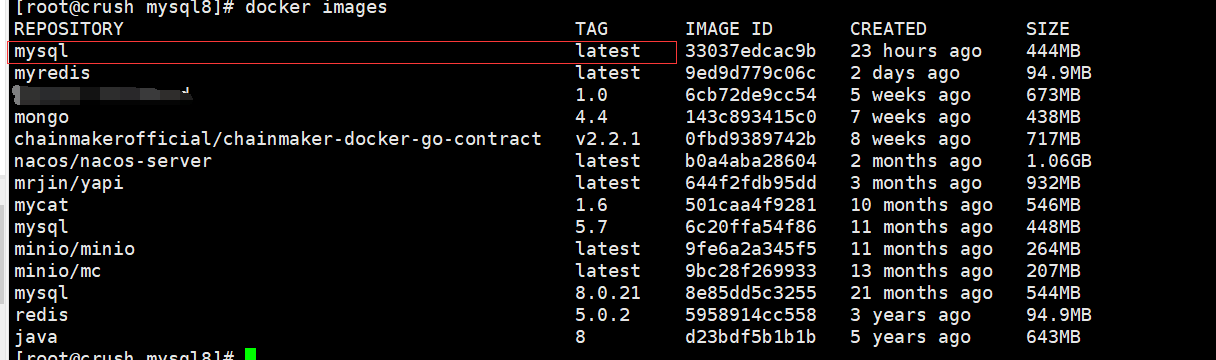 [root@crush mysql8]# docker images
REPOSITORY TAG IMAGE ID CREATED SIZE
mysql latest 33037edcac9b 23 hours ago 444MB
myredis latest 9ed9d779c06c 2 days ago 94.9MB
1.0 6cb72de9cc54 5 weeks ago 673MB
mongo 4.4 143c893415c0 7 weeks ago 438MB
chainmakerofficial/chainmaker-docker-go-contract v2.2.1 0fbd9389742b 8 weeks ago 717MB
nacos/nacos-server latest b0a4aba28604 2 months ago 1.06GB
mrjin/yapi latest 644f2fdb95dd 3 months ago 932MB
mycat 1.6 501caa4f9281 10 months ago 546MB
mysql 5.7 6c20ffa54f86 11 months ago 448MB
minio/minio latest 9fe6a2a345f5 11 months ago 264MB
minio/mc latest 9bc28f269933 13 months ago 207MB
mysql 8.0.21 8e85dd5c3255 21 months ago 544MB
redis 5.0.2 5958914cc558 3 years ago 94.9MB
java 8 d23bdf5b1b1b 5 years ago 643MB
[root@crush mysql8]#